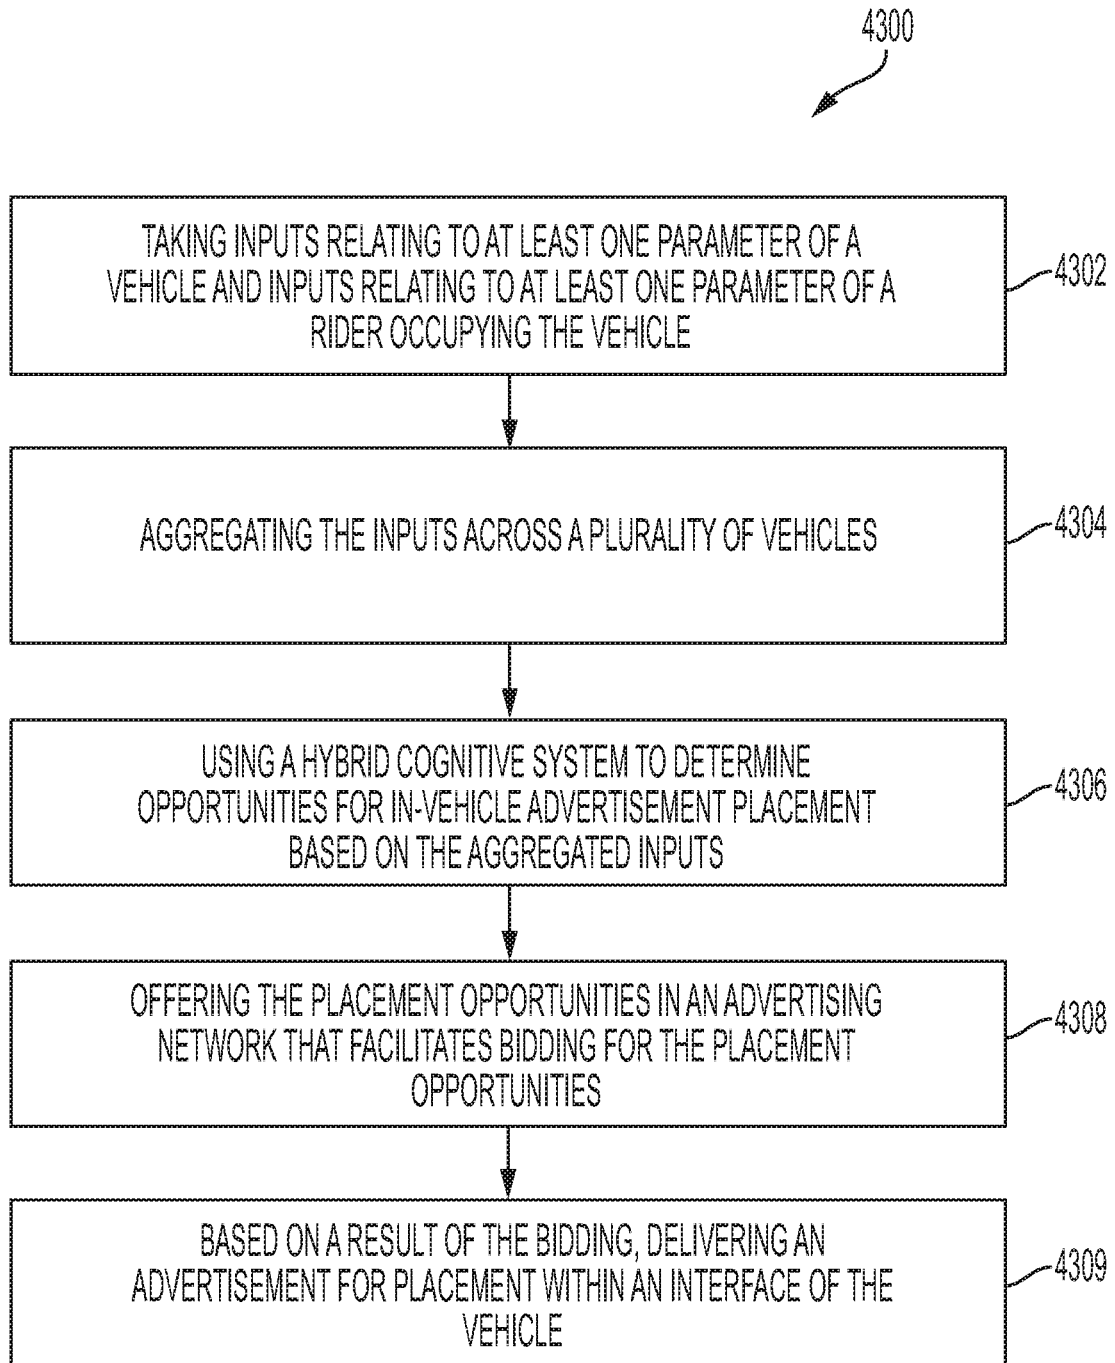 4300
TAKING INPUTS RELATING TO AT LEAST ONE PARAMETER OF A
VEHICLE AND INPUTS RELATING TO AT LEAST ONE PARAMETER OF A
RIDER OCCUPYING THE VEHICLE
4302
AGGREGATING THE INPUTS ACROSS A PLURALITY OF VEHICLES
4304
USING A HYBRID COGNITIVE SYSTEM TO DETERMINE
OPPORTUNITIES FOR IN-VEHICLE ADVERTISEMENT PLACEMENT
BASED ON THE AGGREGATED INPUTS
4306
OFFERING THE PLACEMENT OPPORTUNITIES IN AN ADVERTISING
NETWORK THAT FACILITATES BIDDING FOR THE PLACEMENT
OPPORTUNITIES
4308
BASED ON A RESULT OF THE BIDDING, DELIVERING AN
ADVERTISEMENT FOR PLACEMENT WITHIN AN INTERFACE OF THE
VEHICLE
4309